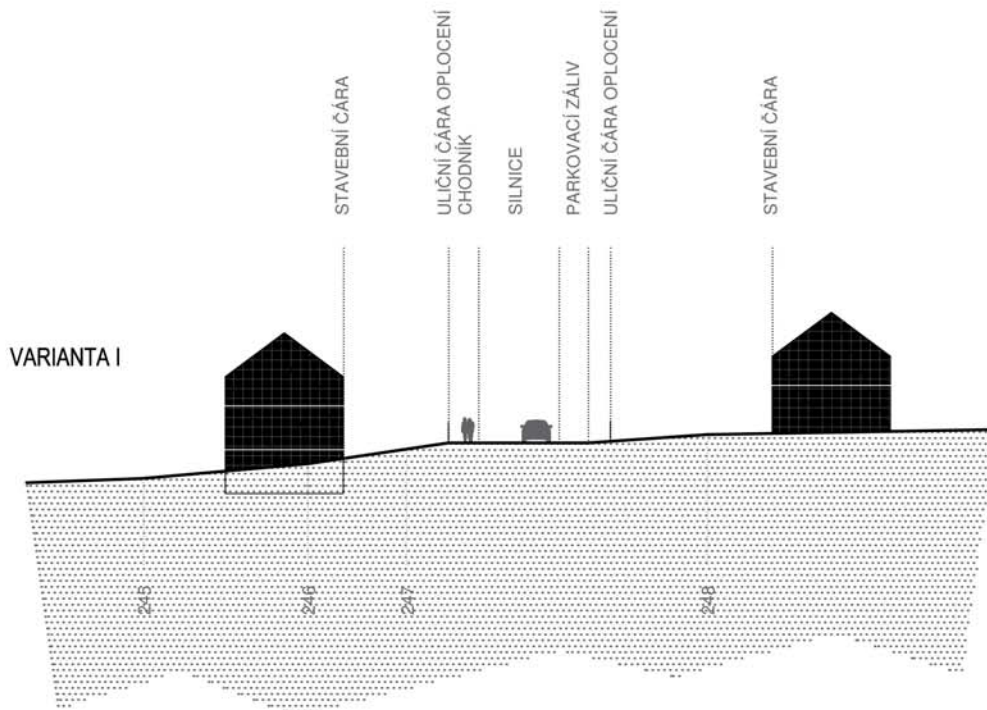 STAVEBNÍ ČÁRA
ULIČNÍ ČÁRA OPLOCENÍ
CHODNÍK
SILNICE
PARKOVACÍ ZÁLIV
ULIČNÍ ČÁRA OPLOCENÍ
STAVEBNÍ ČÁRA
VARIANTA I
245
246
247
248